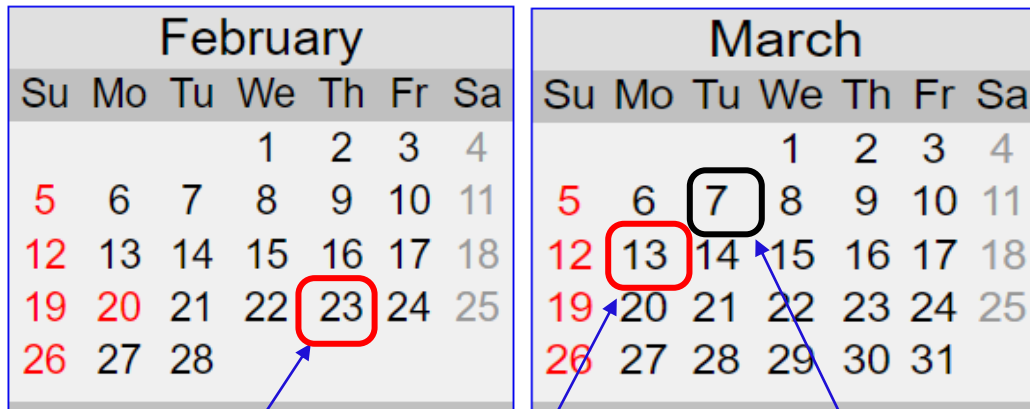 February
Su Mo Tu We Th Fr Sa
1 2 3 4
5 6 7 8 9 10 11
12 13 14 15 16 17 18
19 20 21 22 23 24 25
26 27 28
March
Su Mo Tu We Th Fr Sa
1 2 3 4
5 6 7 8 9 10 11
12 13 14 15 16 17 18
19 20 21 22 23 24 25
26 27 28 29 30 31